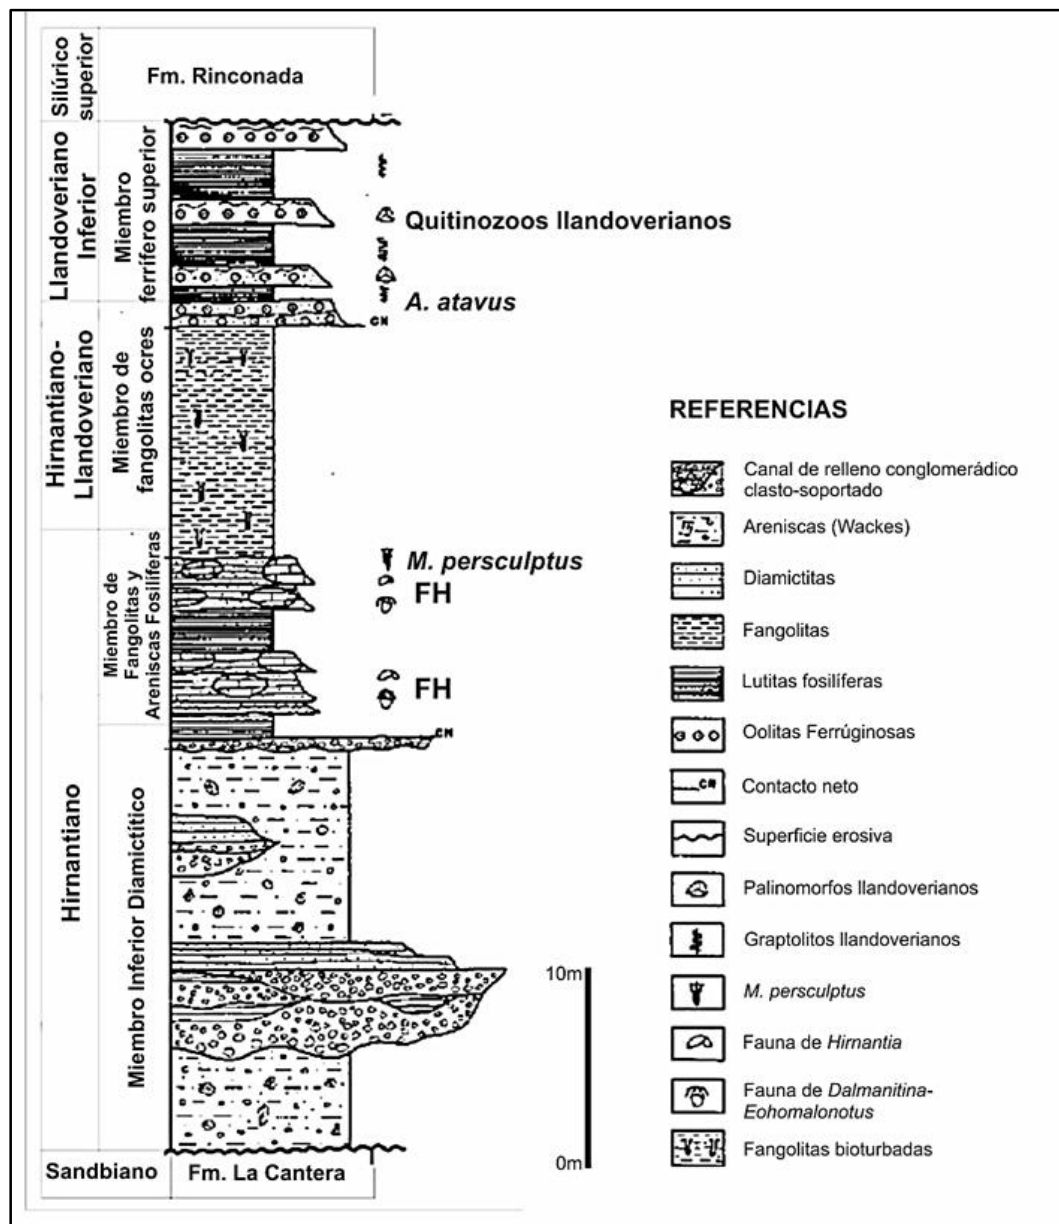 Silúrico
superior
Fm. Rinconada
Llandoveriano
Inferior
Miembro
ferrífero superior
Quitinozoos llandoverianos
A. atavus
CN
Hirnantiano-
Llandoveriano
Miembro de
fangolitas ocres
Miembro de
Fangolitas y
Areniscas Fosilíferas
M. persculptus
FH
FH
CN
Hirnantiano
Miembro Inferior Diamictítico
Sandbiano
Fm. La Cantera
10m
0m
REFERENCIAS
Canal de relleno conglomerádico
clasto-soportado
Areniscas (Wackes)
Diamictitas
Fangolitas
Lutitas fosilíferas
Oolitas Ferrúginosas
CN
Contacto neto
Superficie erosiva
Palinomorfos llandoverianos
Graptolitos llandoverianos
M. persculptus
Fauna de Hirnantia
Fauna de Dalmanitina-
Eohomalonotus
Fangolitas bioturbadas